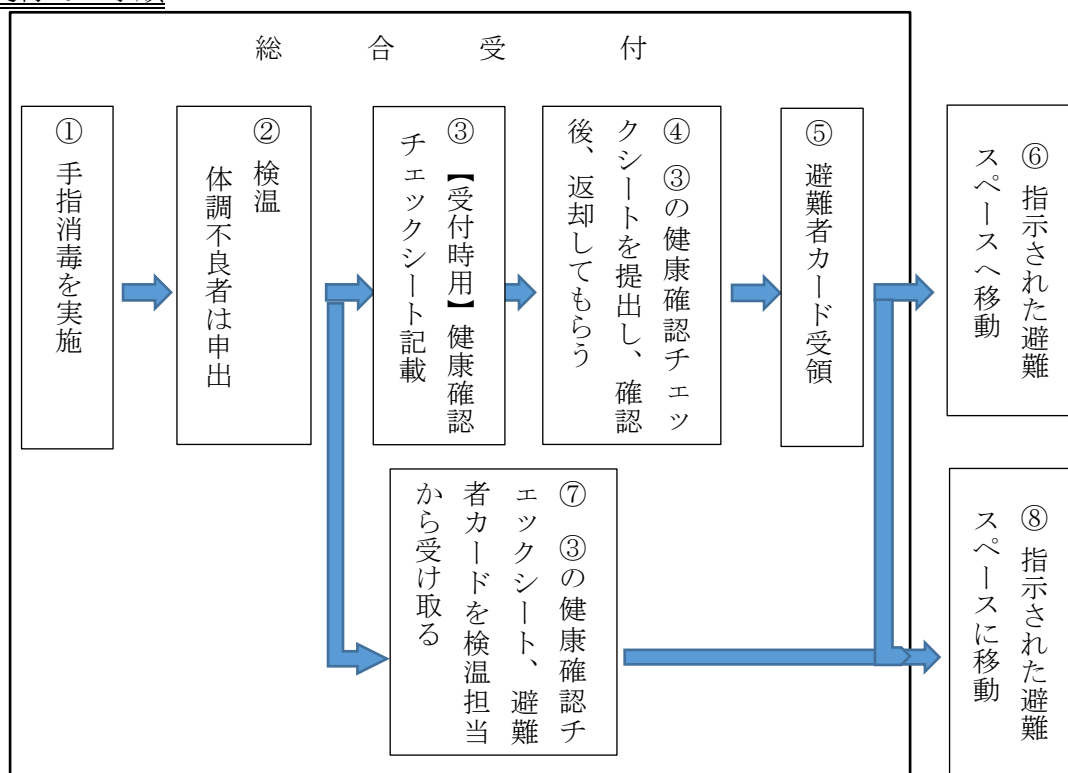 総合受付
① 手指消毒を実施
② 検温
体調不良者は申出
③ 【受付時用】健康確認
チェックシート記載
④ ③の健康確認チェッ
クシートを提出し、確認
後、返却してもらう
⑤ 避難者カード受領
⑥ 指示された避難
スペースへ移動
⑦ ③の健康確認チ
ェックシート、避難
者カードを検温担当
から受け取る
⑧ 指示された避難
スペースに移動